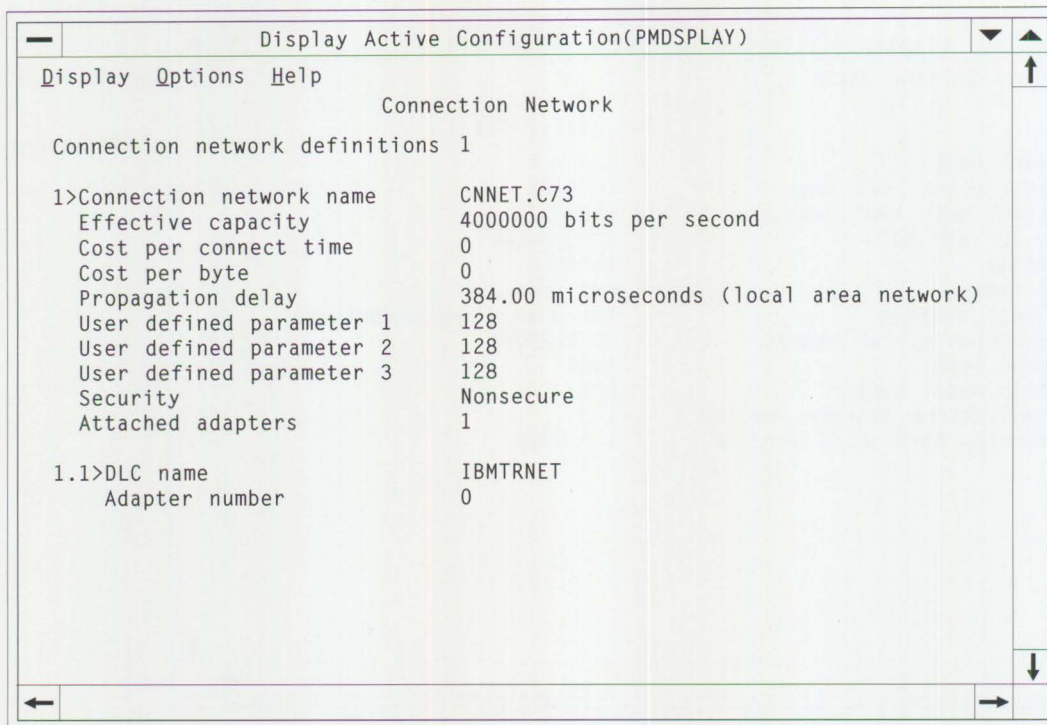 Display Active Configuration(PMDSPLAY)
Display Options Help
Connection Network
Connection network definitions 1
1>Connection network name CNNET.C73
Effective capacity 4000000 bits per second
Cost per connect time 0
Cost per byte 0
Propagation delay 384.00 microseconds (local area network)
User defined parameter 1 128
User defined parameter 2 128
User defined parameter 3 128
Security Nonsecure
Attached adapters 1
1.1>DLC name IBMTRNET
Adapter number 0